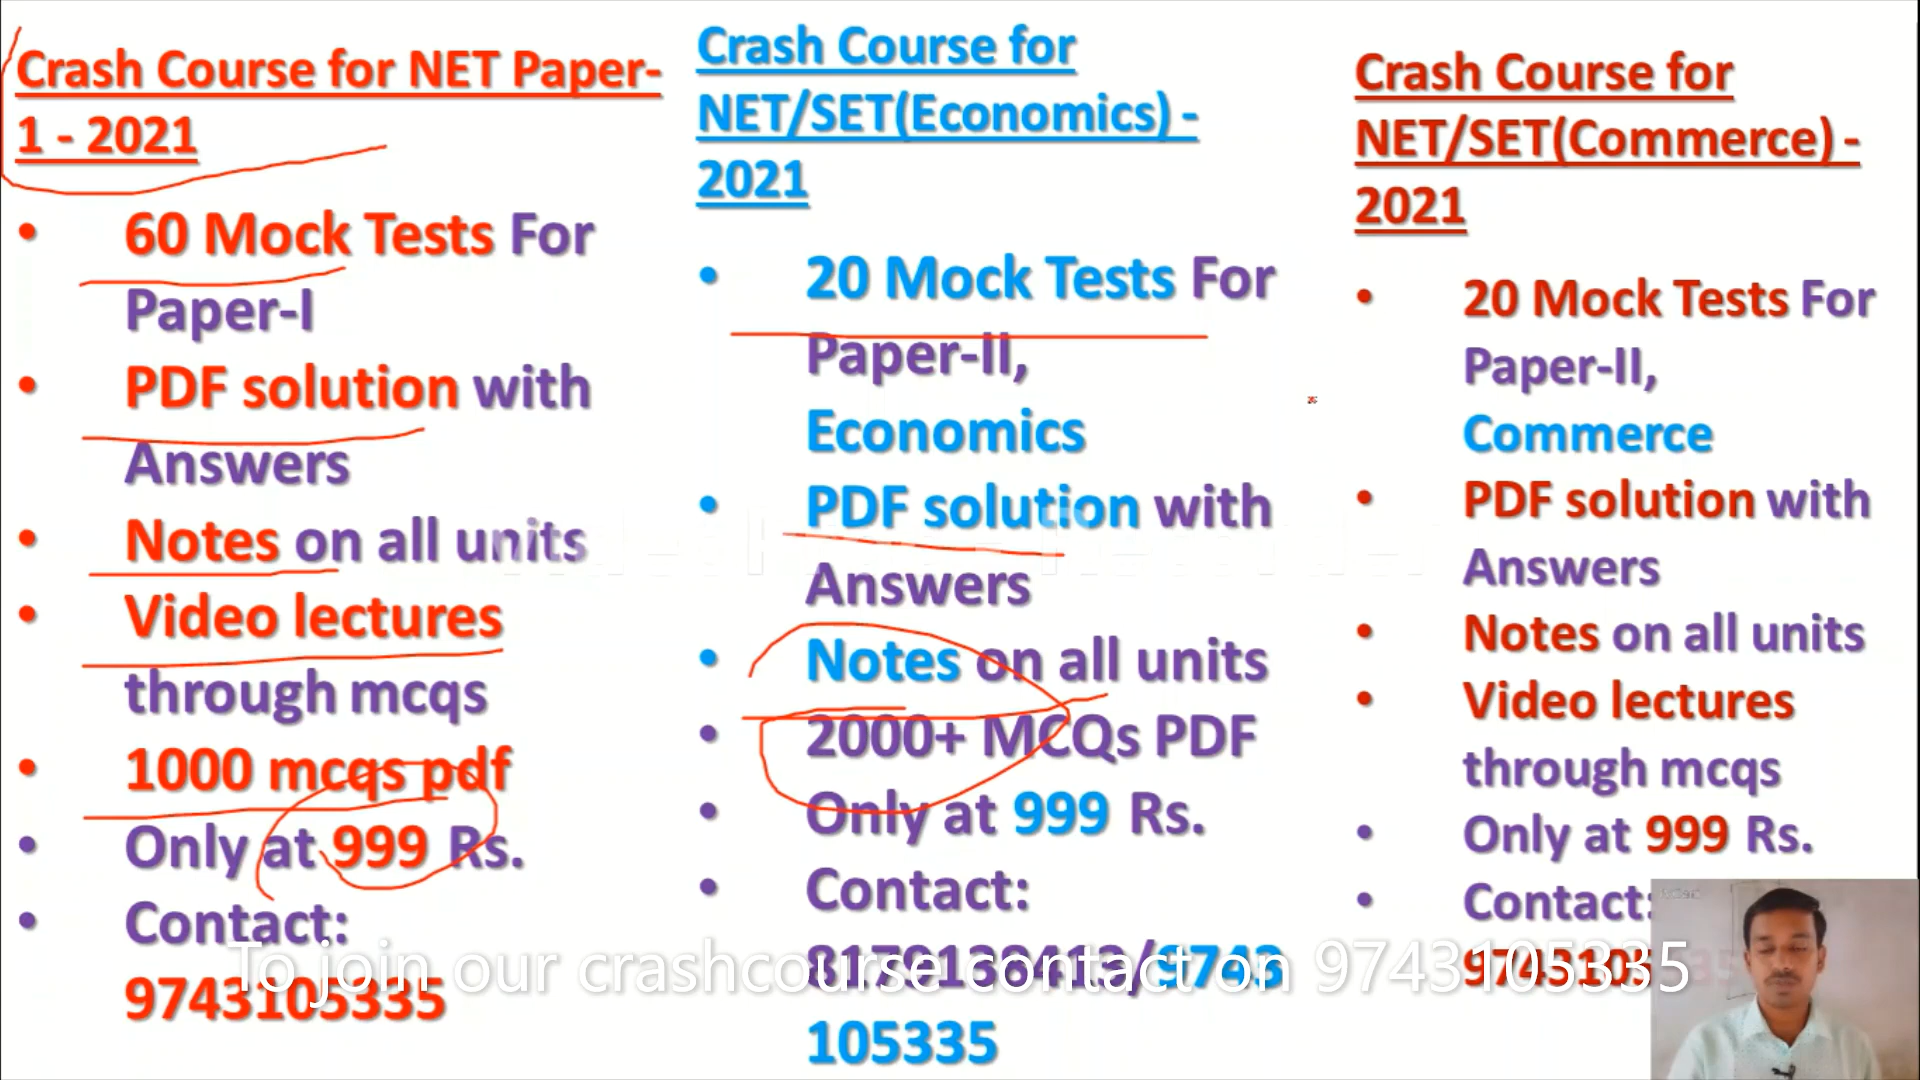 Crash Course for NET Paper-
1 - 2021
• 60 Mock Tests For
Paper-I
• PDF solution with
Answers
• Notes on all units
• Video lectures
through mcqs
• 1000 mcqs pdf
• Only at 999 Rs.
• Contact:
9743105335
Crash Course for
NET/SET(Economics) -
2021
• 20 Mock Tests For
Paper-II,
Economics
• PDF solution with
Answers
• Notes on all units
• 2000+ MCQs PDF
• Only at 999 Rs.
• Contact:
8179138413/9743
105335
Crash Course for
NET/SET(Commerce) -
2021
• 20 Mock Tests For
Paper-II,
Commerce
• PDF solution with
Answers
• Notes on all units
• Video lectures
through mcqs
• Only at 999 Rs.
• Contact:
To join our crashcourse contact on 9743105335